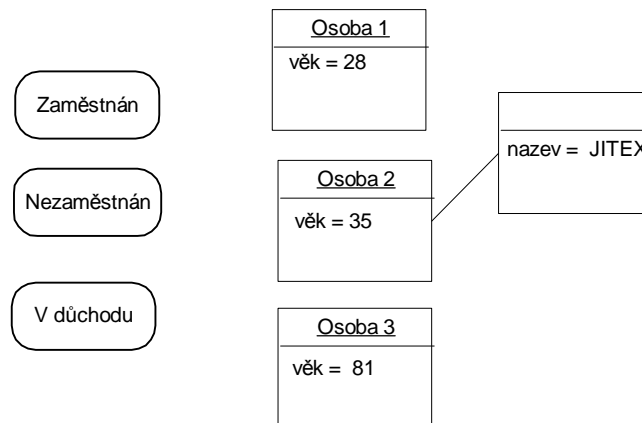 Zaměstnán
Nezaměstnán
V důchodu
Osoba 1
věk = 28
Osoba 2
věk = 35
Osoba 3
věk = 81
nazev = JITEX